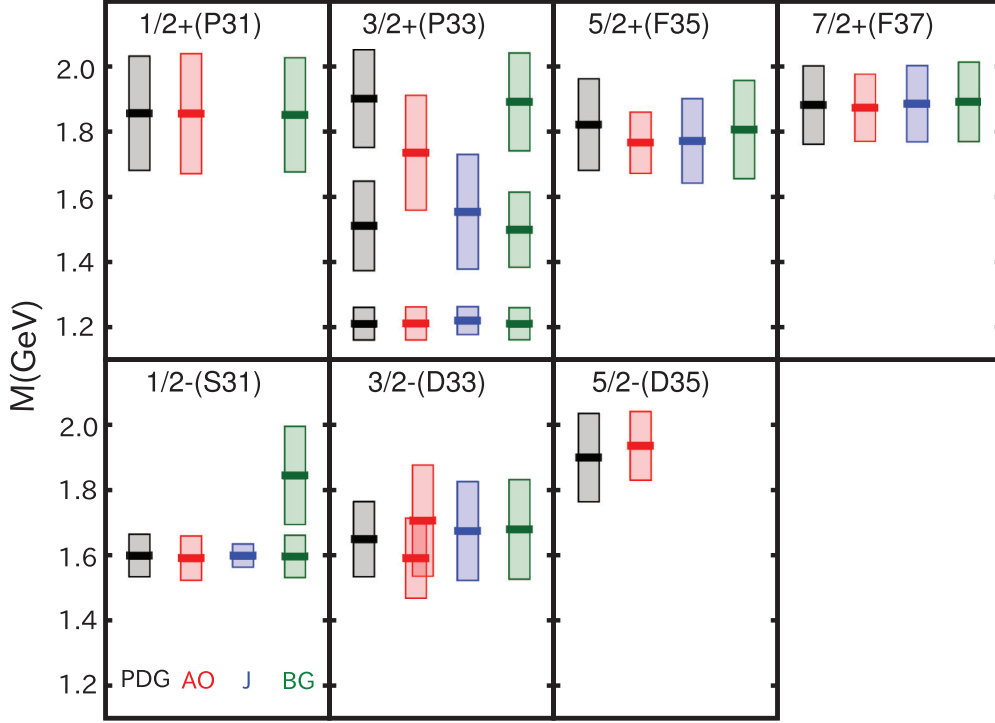 1/2+(P31) 3/2+(P33) 5/2+(F35) 7/2+(F37)
2.0
1.8
1.6
1.4
1.2
M(GeV)
1/2-(S31) 3/2-(D33) 5/2-(D35)
2.0
1.8
1.6
1.4
1.2
PDG AO J BG